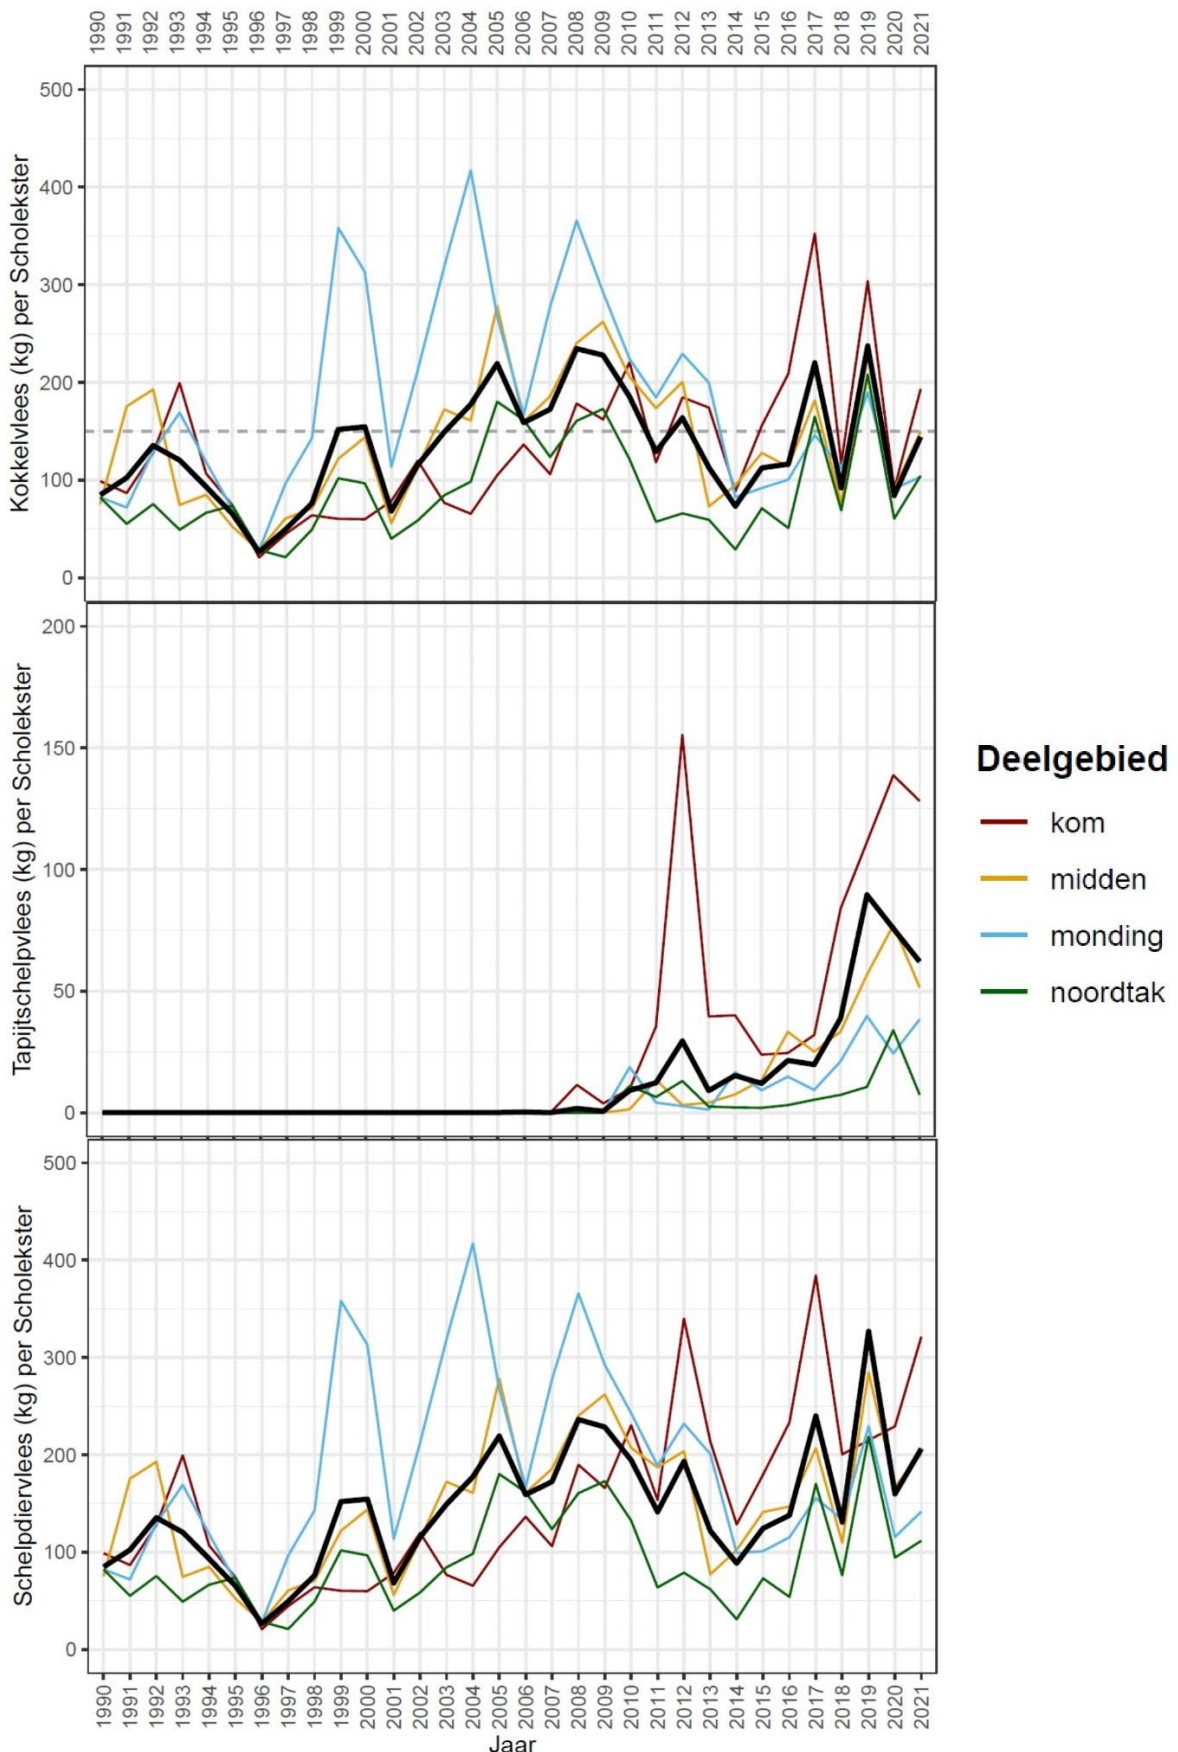 1990 1991 1992 1993 1994 1995 1996 1997 1998 1999 2000 2001 2002 2003 2004 2005 2006 2007 2008 2009 2010 2011 2012 2013 2014 2015 2016 2017 2018 2019 2020 2021
Kokkelvlees (kg) per Scholekster
500
400
300
200
100
0
Tapijtschelpvlees (kg) per Scholekster
200
150
100
50
0
Deelgebied
kom
midden
monding
noordtak
Schelpdiervlees (kg) per Scholekster
500
400
300
200
100
0
1990 1991 1992 1993 1994 1995 1996 1997 1998 1999 2000 2001 2002 2003 2004 2005 2006 2007 2008 2009 2010 2011 2012 2013 2014 2015 2016 2017 2018 2019 2020 2021
Jaar